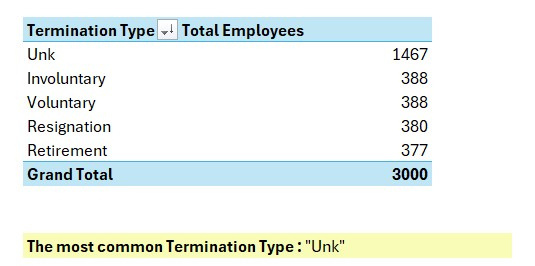 Termination Type Total Employees
Unk 1467
Involuntary 388
Voluntary 388
Resignation 380
Retirement 377
Grand Total 3000
The most common Termination Type : "Unk"